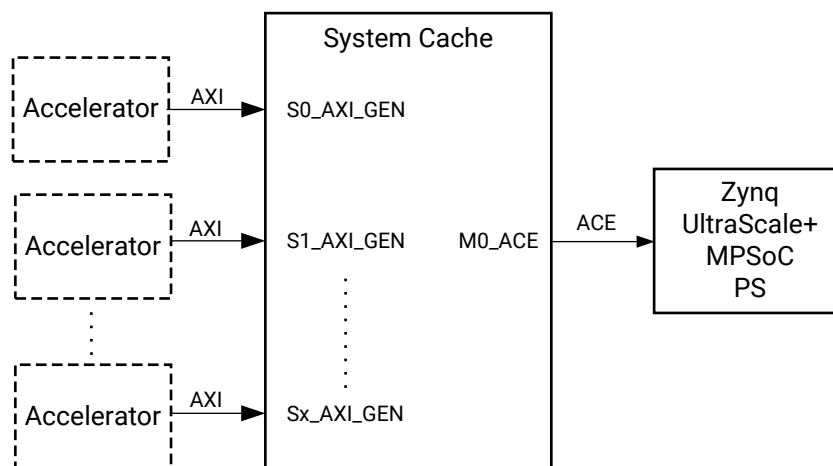 System Cache
Accelerator
AXI
S0_AXI_GEN
Accelerator
AXI
S1_AXI_GEN
M0_ACE
ACE
Zynq
UltraScale+
MPSoC
PS
Accelerator
AXI
Sx_AXI_GEN